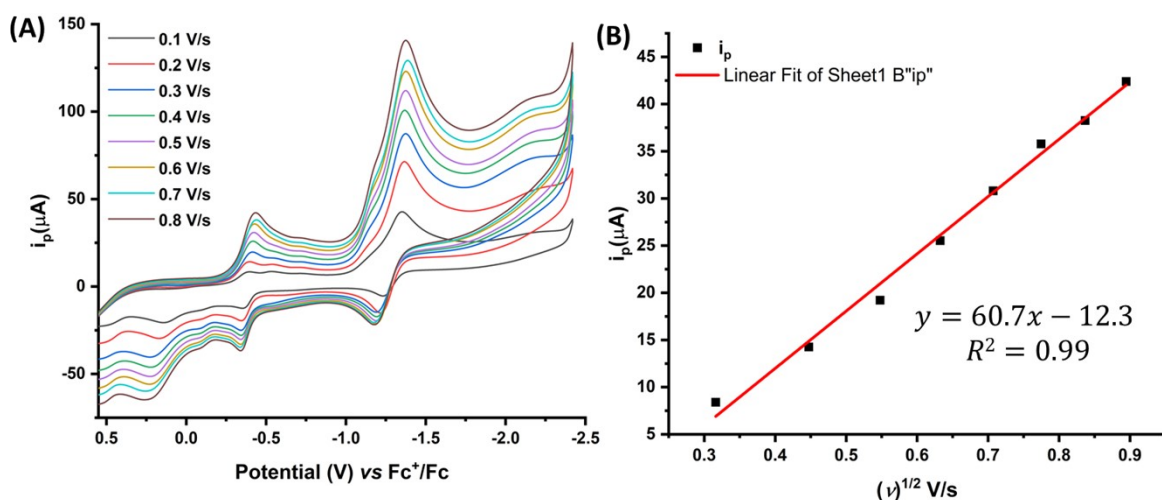 (A)
150
100
50
0
-50
0.5 0.0 -0.5 -1.0 -1.5 -2.0 -2.5
iₚ(μA)
Potential (V) vs Fc⁺/Fc
0.1 V/s
0.2 V/s
0.3 V/s
0.4 V/s
0.5 V/s
0.6 V/s
0.7 V/s
0.8 V/s
(B)
iₚ
Linear Fit of Sheet1 B"ip"
45
40
35
30
25
20
15
10
5
0.3 0.4 0.5 0.6 0.7 0.8 0.9
iₚ(μA)
(ν)^1/2 V/s
y = 60.7x − 12.3
R² = 0.99